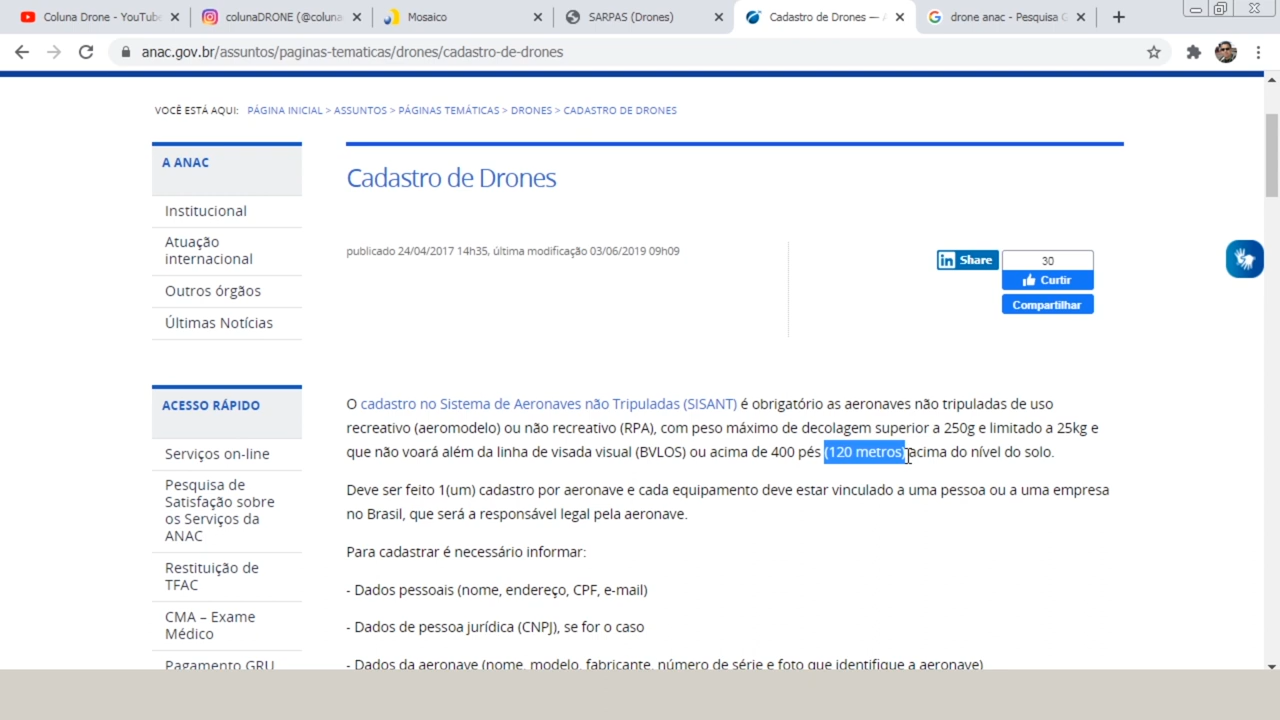 Coluna Drone - YouTube
colunaDRONE (@coluna
Mosaico
SARPAS (Drones)
Cadastro de Drones —
drone anac - Pesquisa
anac.gov.br/assuntos/paginas-tematicas/drones/cadastro-de-drones
VOCÊ ESTÁ AQUI: PÁGINA INICIAL > ASSUNTOS > PÁGINAS TEMÁTICAS > DRONES > CADASTRO DE DRONES
A ANAC
Institucional
Atuação
internacional
Outros órgãos
Últimas Notícias
ACESSO RÁPIDO
Serviços on-line
Pesquisa de
Satisfação sobre
os Serviços da
ANAC
Restituição de
TFAC
CMA – Exame
Médico
Pagamento GRU
Cadastro de Drones
publicado 24/04/2017 14h35, última modificação 03/06/2019 09h09
in Share
30
Curtir
Compartilhar
O cadastro no Sistema de Aeronaves não Tripuladas (SISANT) é obrigatório as aeronaves não tripuladas de uso
recreativo (aeromodelo) ou não recreativo (RPA), com peso máximo de decolagem superior a 250g e limitado a 25kg e
que não voará além da linha de visada visual (BVLOS) ou acima de 400 pés (120 metros) acima do nível do solo.
Deve ser feito 1(um) cadastro por aeronave e cada equipamento deve estar vinculado a uma pessoa ou a uma empresa
no Brasil, que será a responsável legal pela aeronave.
Para cadastrar é necessário informar:
- Dados pessoais (nome, endereço, CPF, e-mail)
- Dados de pessoa jurídica (CNPJ), se for o caso
- Dados da aeronave (nome, modelo, fabricante, número de série e foto que identifique a aeronave)